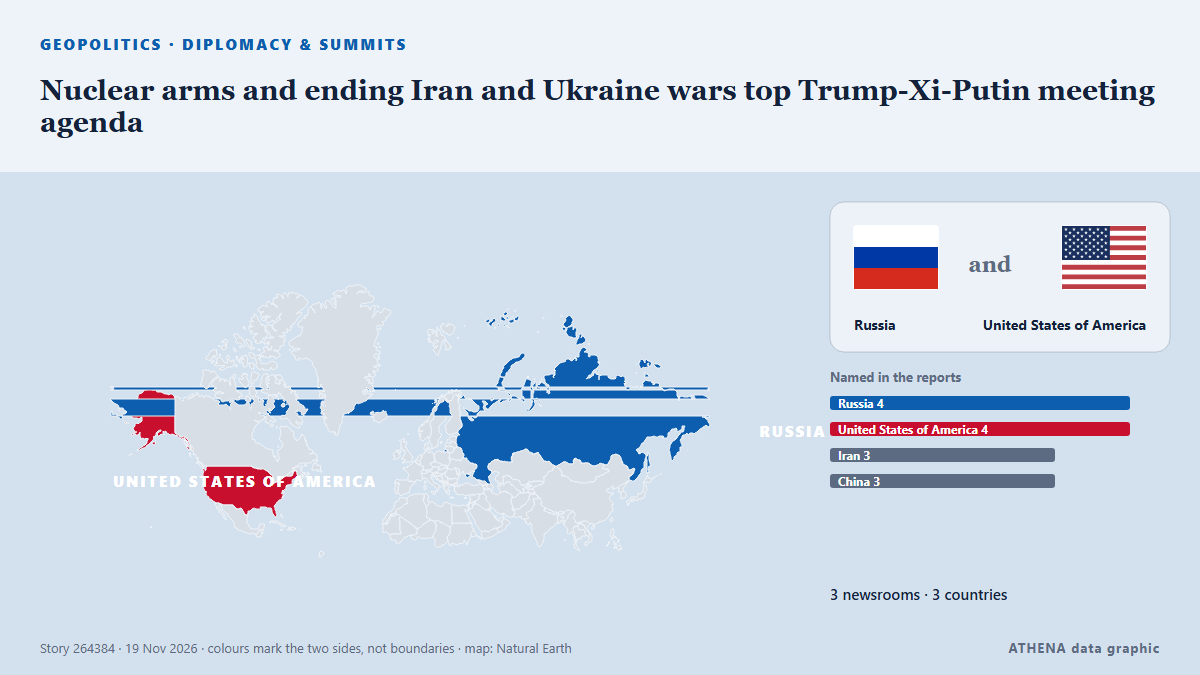 GEOPOLITICS · DIPLOMACY & SUMMITS
Nuclear arms and ending Iran and Ukraine wars top Trump-Xi-Putin meeting
agenda
and
Russia
United States of America
Named in the reports
Russia 4
RUSSIA
United States of America 4
Iran 3
UNITED STATES OF AMERICA
China 3
3 newsrooms · 3 countries
Story 264384 · 19 Nov 2026 · colours mark the two sides, not boundaries · map: Natural Earth
ATHENA data graphic